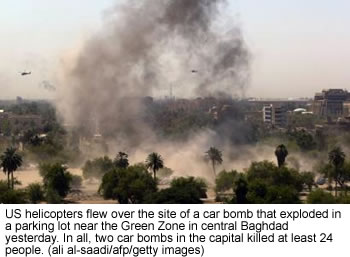 US helicopters flew over the site of a car bomb that exploded in
a parking lot near the Green Zone in central Baghdad
yesterday. In all, two car bombs in the capital killed at least 24
people. (ali al-saadi/afp/getty images)